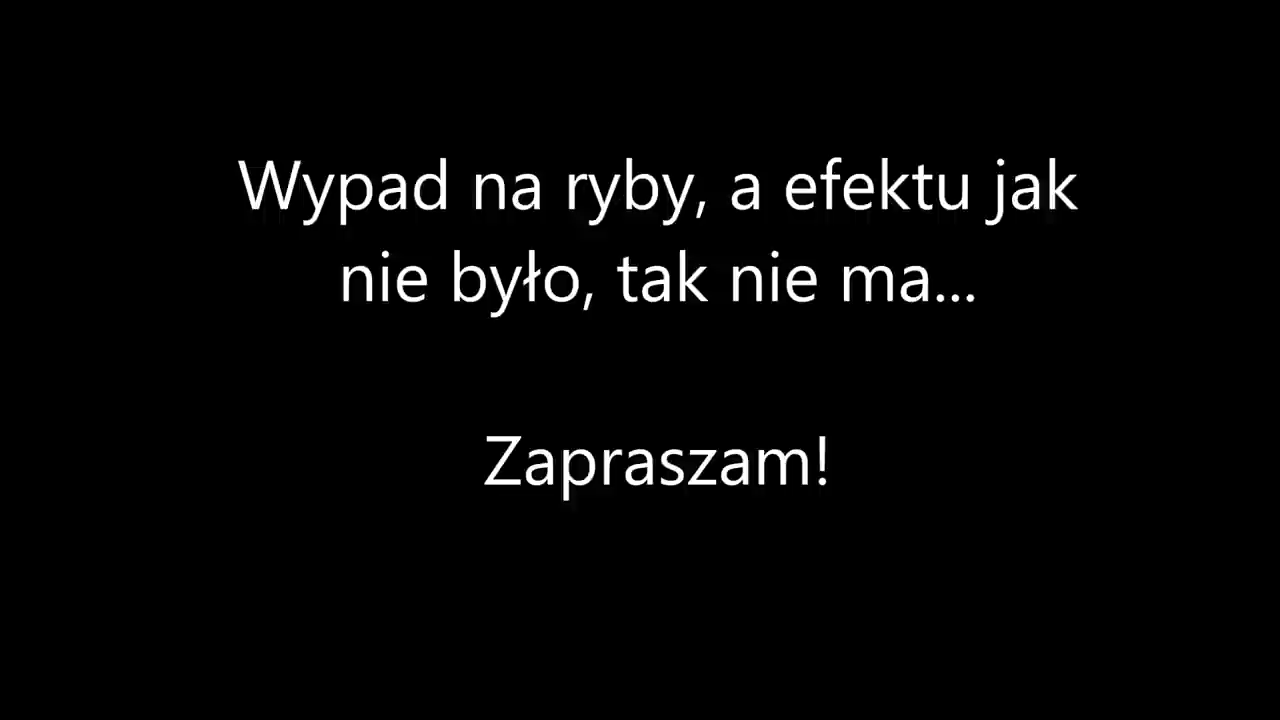 Wypad na ryby, a efektu jak
nie było, tak nie ma...
Zapraszam!